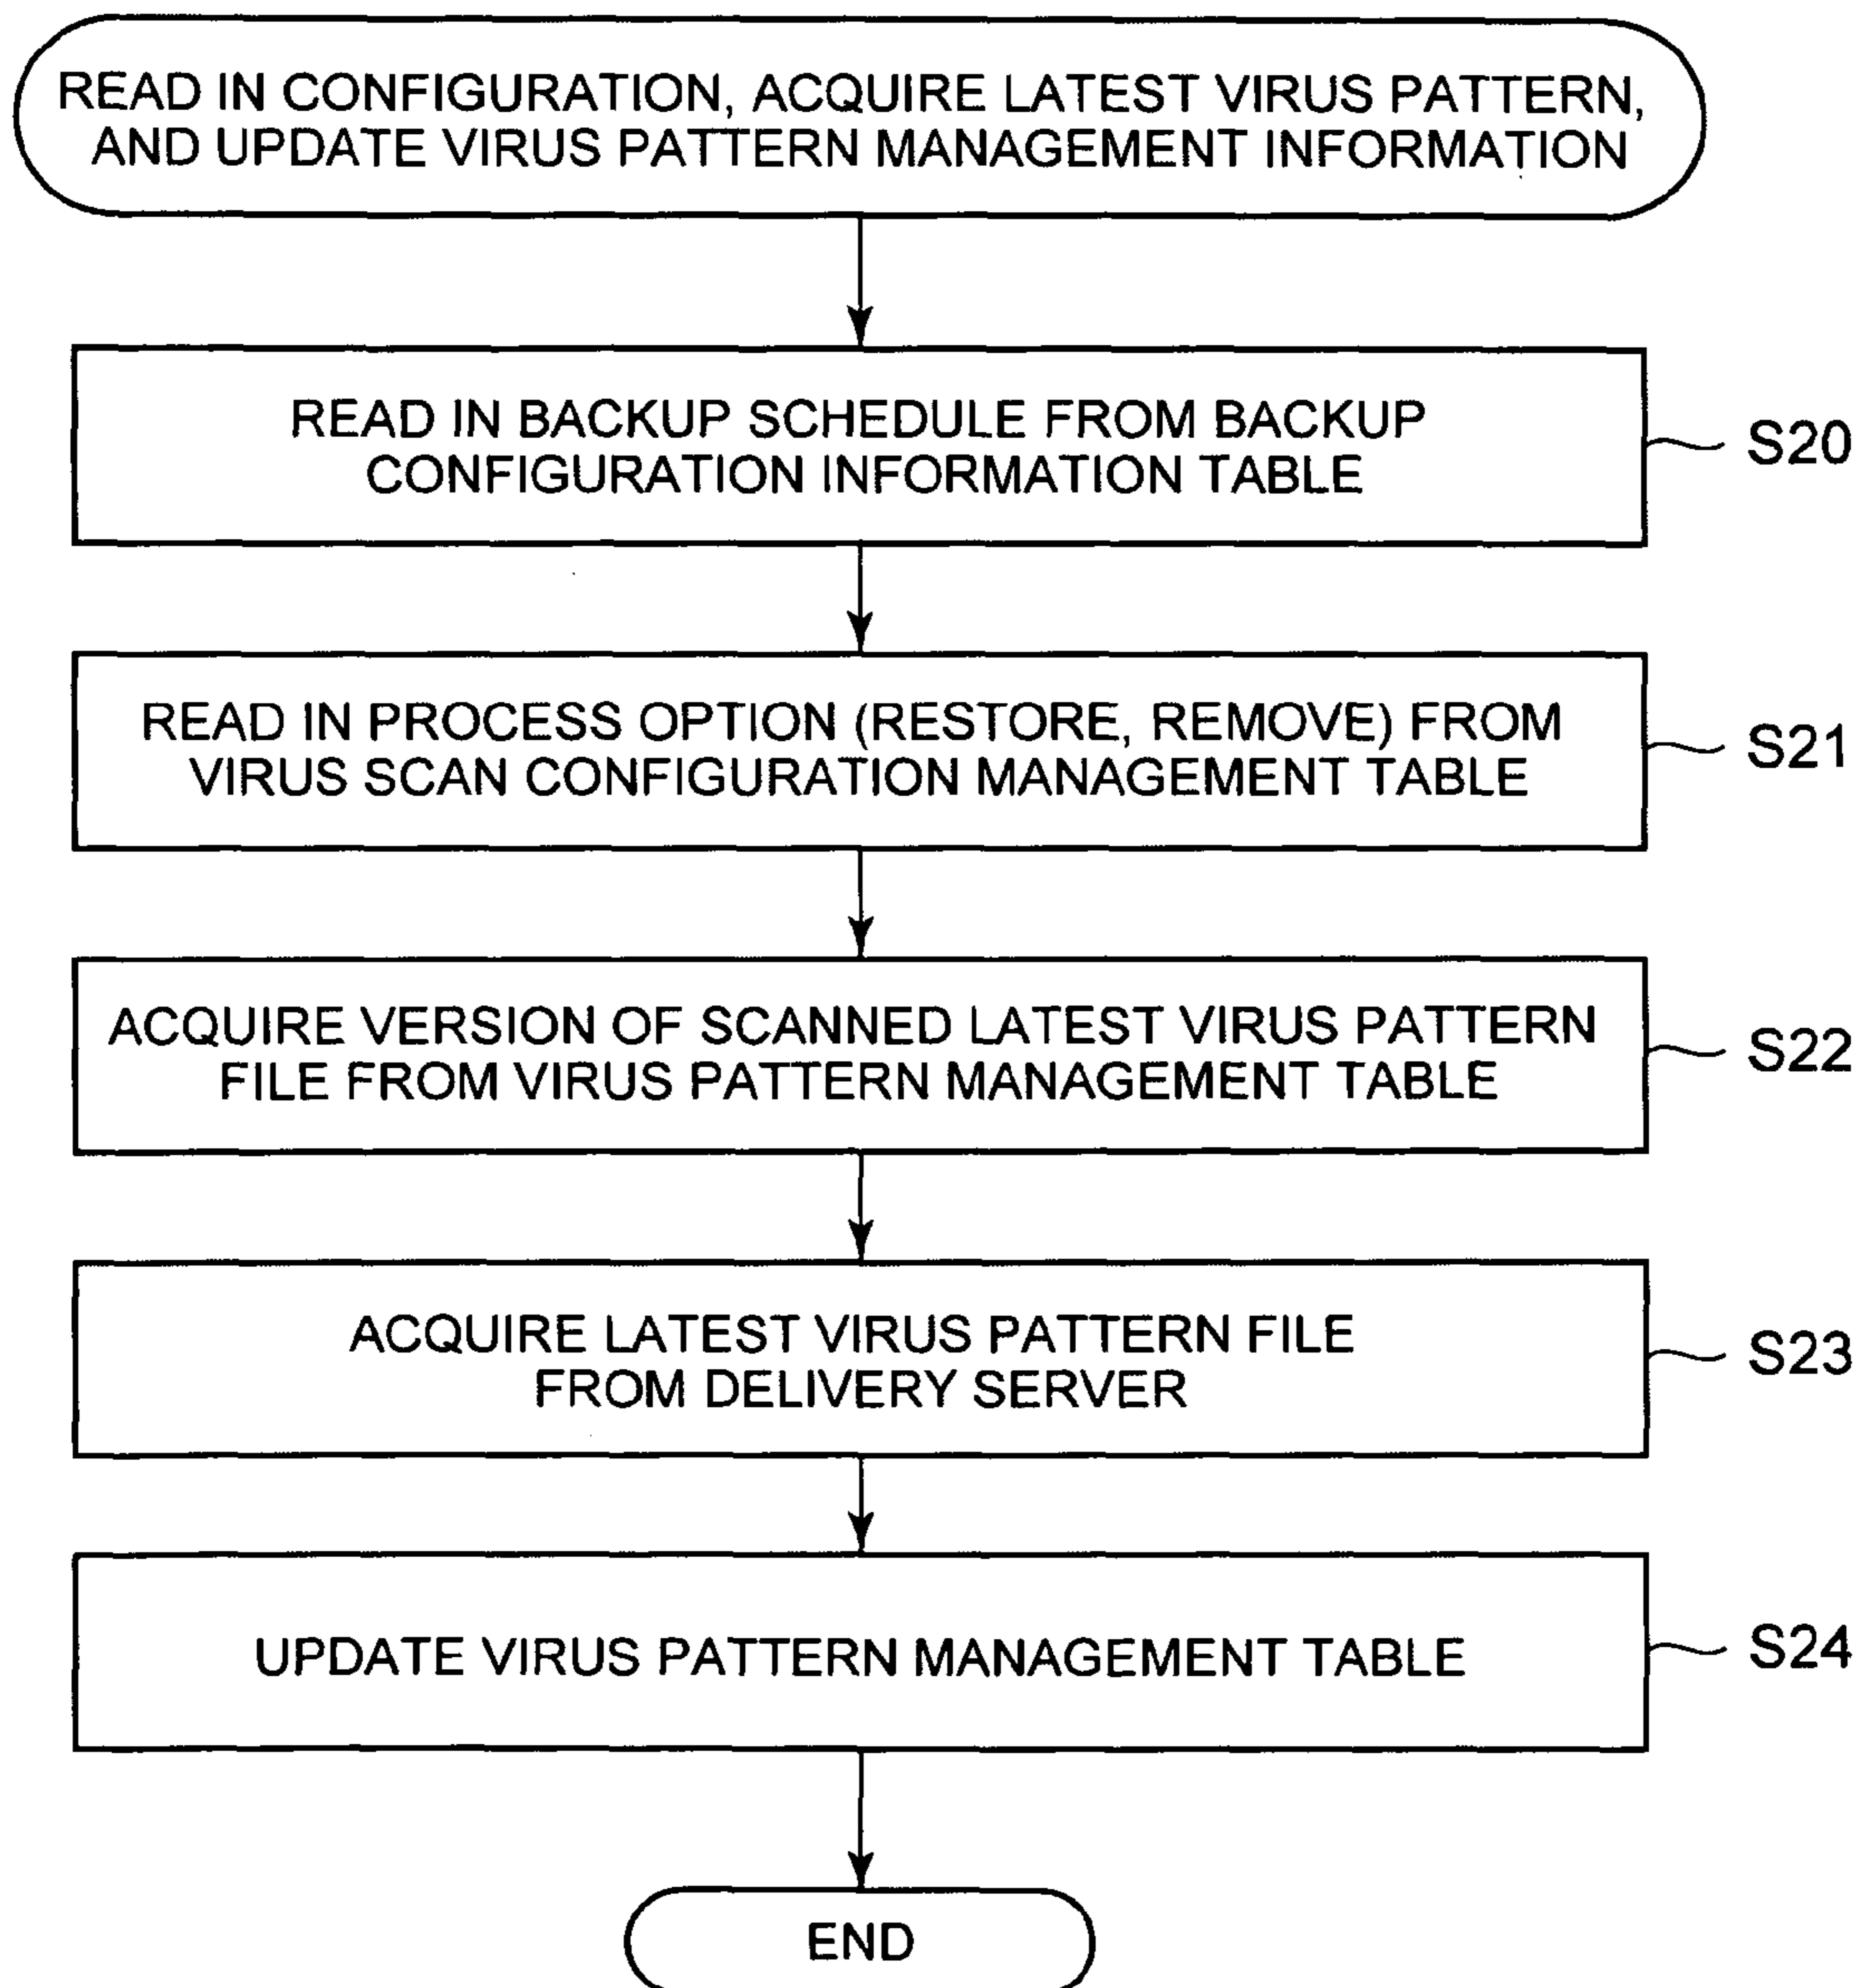 READ IN CONFIGURATION, ACQUIRE LATEST VIRUS PATTERN,
AND UPDATE VIRUS PATTERN MANAGEMENT INFORMATION
READ IN BACKUP SCHEDULE FROM BACKUP
CONFIGURATION INFORMATION TABLE
S20
READ IN PROCESS OPTION (RESTORE, REMOVE) FROM
VIRUS SCAN CONFIGURATION MANAGEMENT TABLE
S21
ACQUIRE VERSION OF SCANNED LATEST VIRUS PATTERN
FILE FROM VIRUS PATTERN MANAGEMENT TABLE
S22
ACQUIRE LATEST VIRUS PATTERN FILE
FROM DELIVERY SERVER
S23
UPDATE VIRUS PATTERN MANAGEMENT TABLE
S24
END